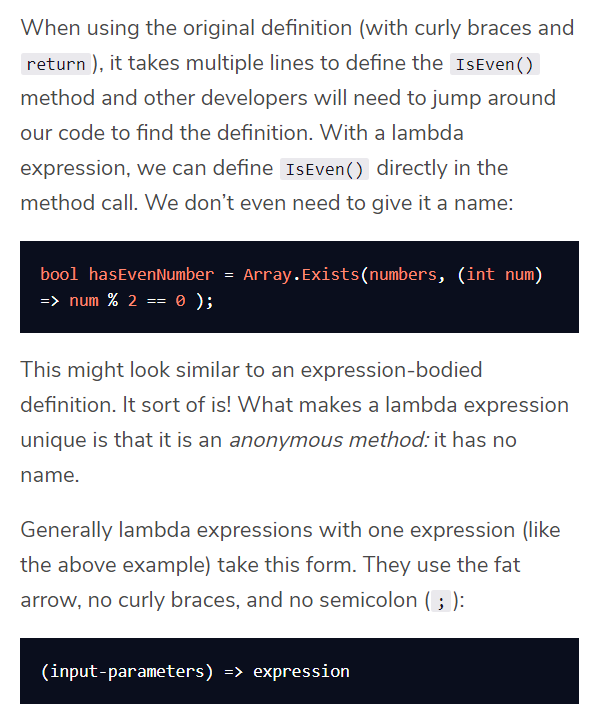 When using the original definition (with curly braces and
return), it takes multiple lines to define the IsEven()
method and other developers will need to jump around
our code to find the definition. With a lambda
expression, we can define IsEven() directly in the
method call. We don’t even need to give it a name:
bool hasEvenNumber = Array.Exists(numbers, (int num)
=> num % 2 == 0 );
This might look similar to an expression-bodied
definition. It sort of is! What makes a lambda expression
unique is that it is an anonymous method: it has no
name.
Generally lambda expressions with one expression (like
the above example) take this form. They use the fat
arrow, no curly braces, and no semicolon (;):
(input-parameters) => expression